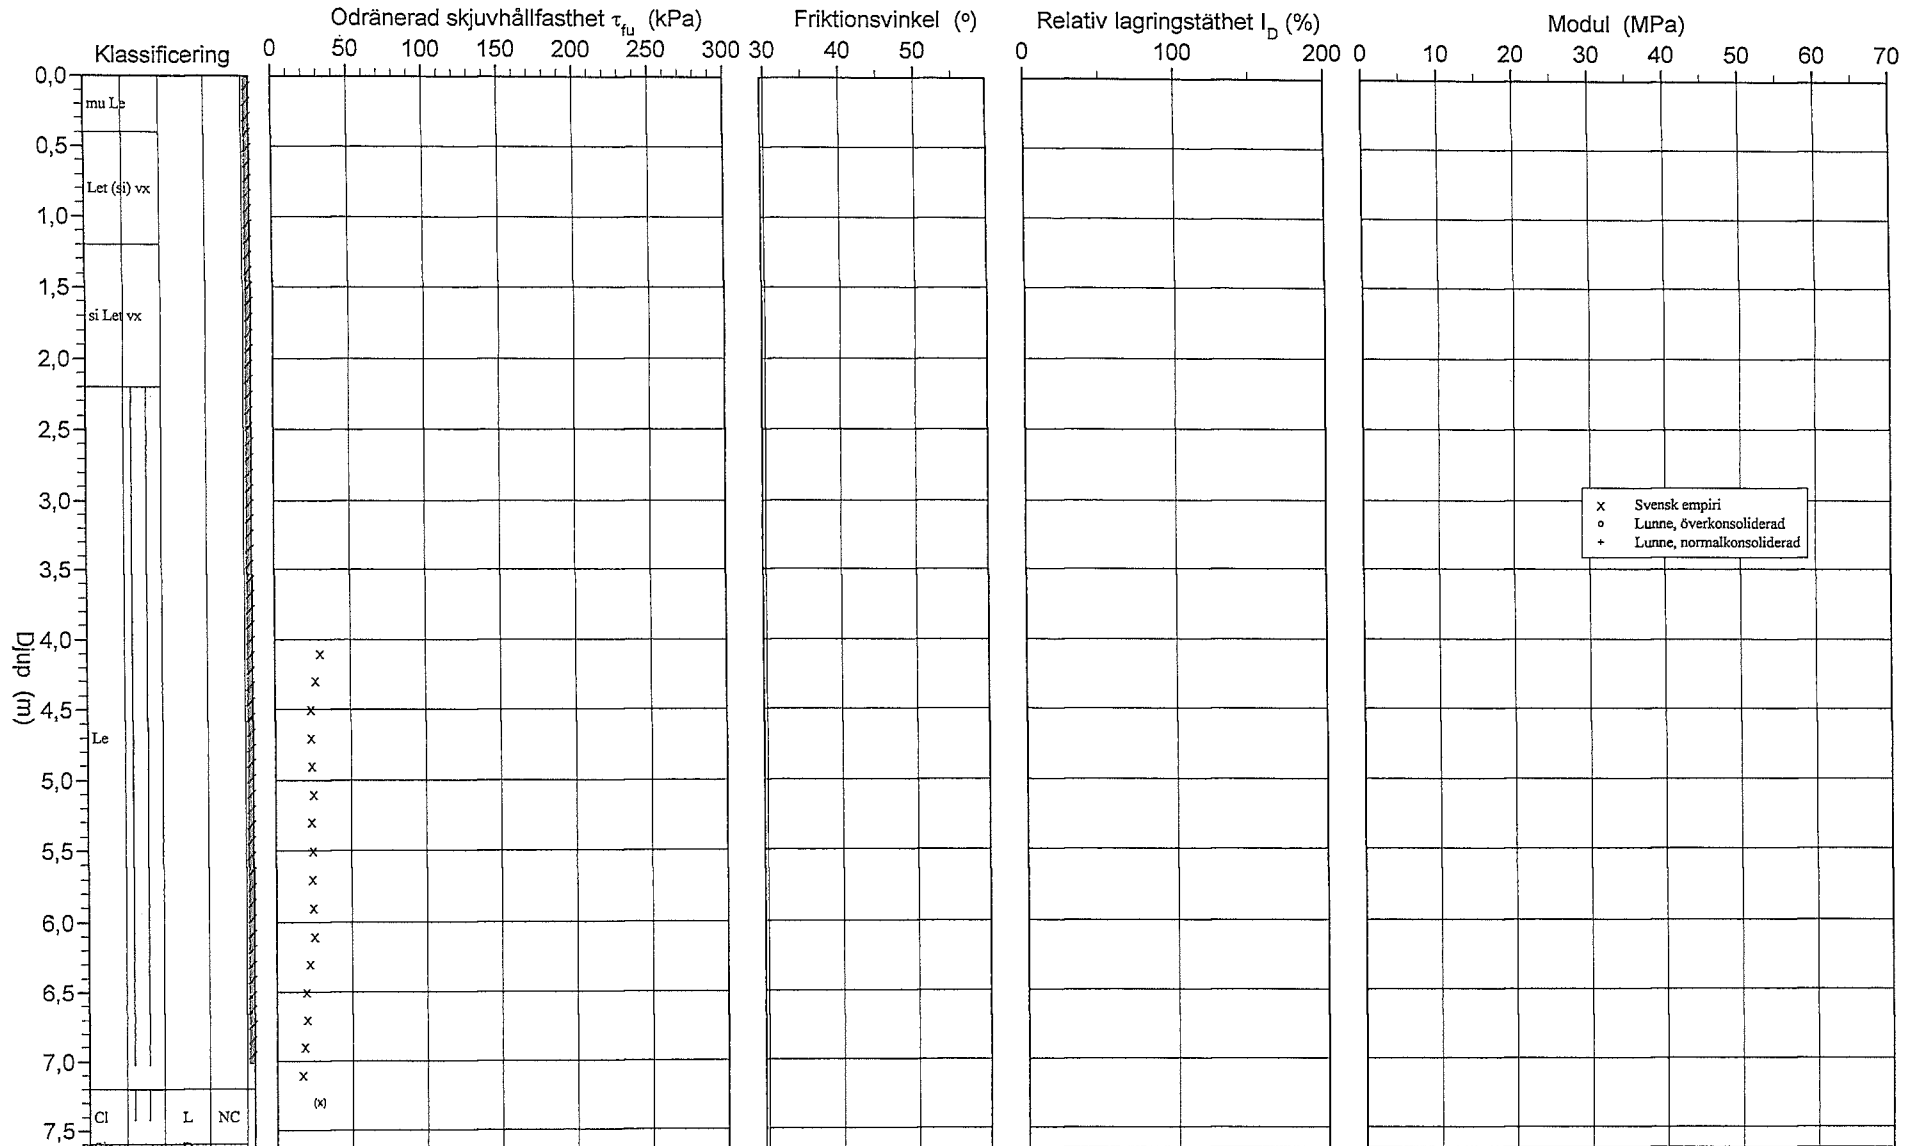 Odränerad skjuvhållfasthet τfu (kPa)
Friktionsvinkel (º)
Relativ lagringstäthet ID (%)
Modul (MPa)
Klassificering
0 50 100 150 200 250 300
30 40 50
0 100 200
0 10 20 30 40 50 60 70
0,0
mu Le
0,5
Let (si) vx
1,0
1,5
si Let vx
2,0
2,5
3,0
x Svensk empiri
o Lunne, överkonsoliderad
+ Lunne, normalkonsoliderad
3,5
4,0
Djup (m)
4,5
Le
5,0
5,5
6,0
6,5
7,0
(x)
Cl L NC
7,5